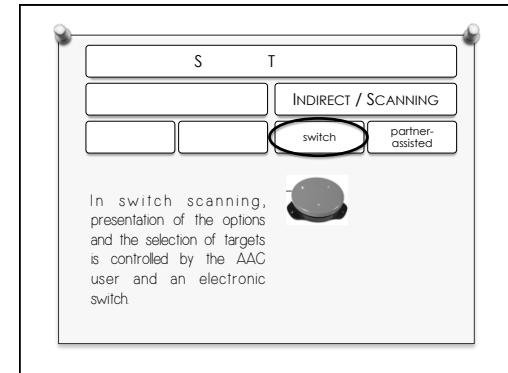 S T
INDIRECT / SCANNING
switch
partner-
assisted
In switch scanning,
presentation of the options
and the selection of targets
is controlled by the AAC
user and an electronic
switch.